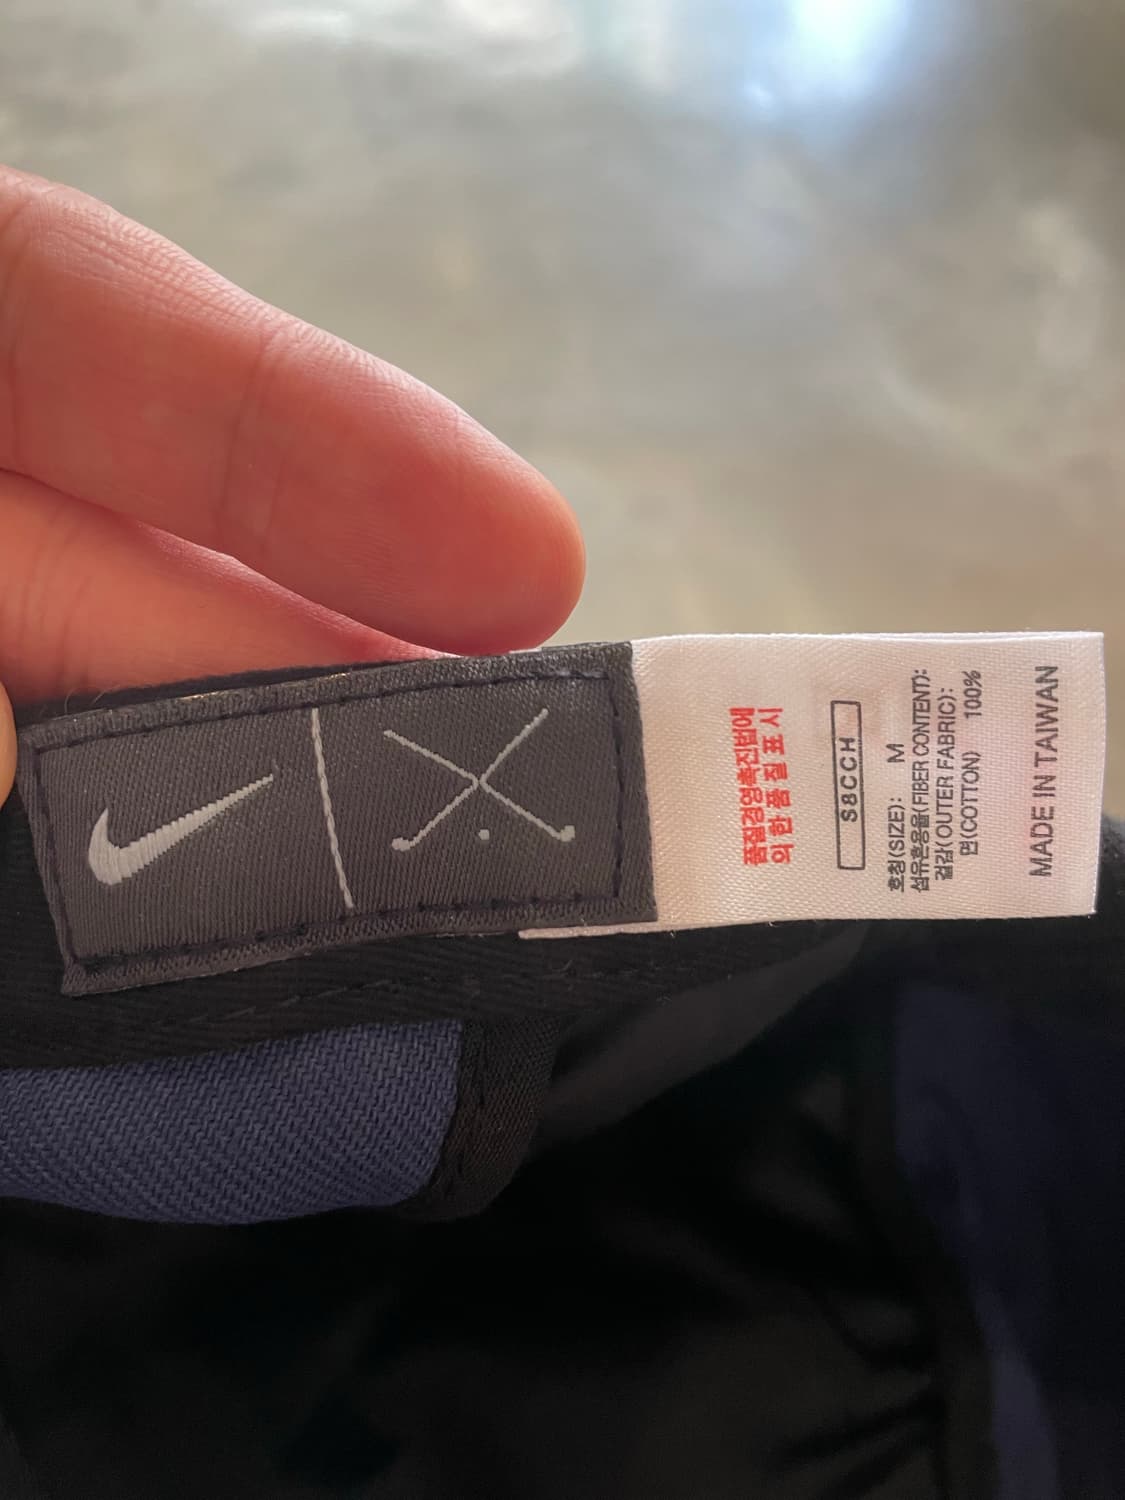 품질경영촉진법에
의 한 품 질 표 시
S8CCH
호칭(SIZE): M
섬유혼용율(FIBER CONTENT):
겉감(OUTER FABRIC):
면(COTTON) 100%
MADE IN TAIWAN